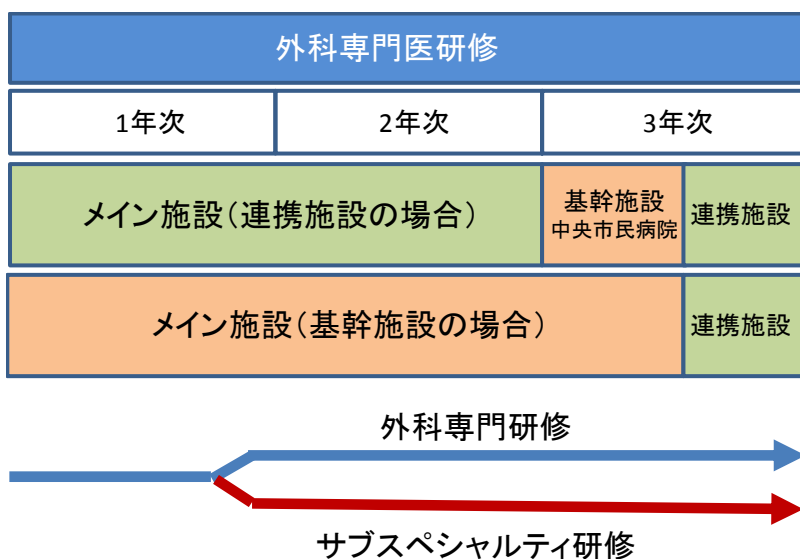 外科専門医研修
1年次
2年次
3年次
メイン施設（連携施設の場合）
基幹施設
中央市民病院
連携施設
メイン施設（基幹施設の場合）
連携施設
外科専門研修
サブスペシャルティ研修